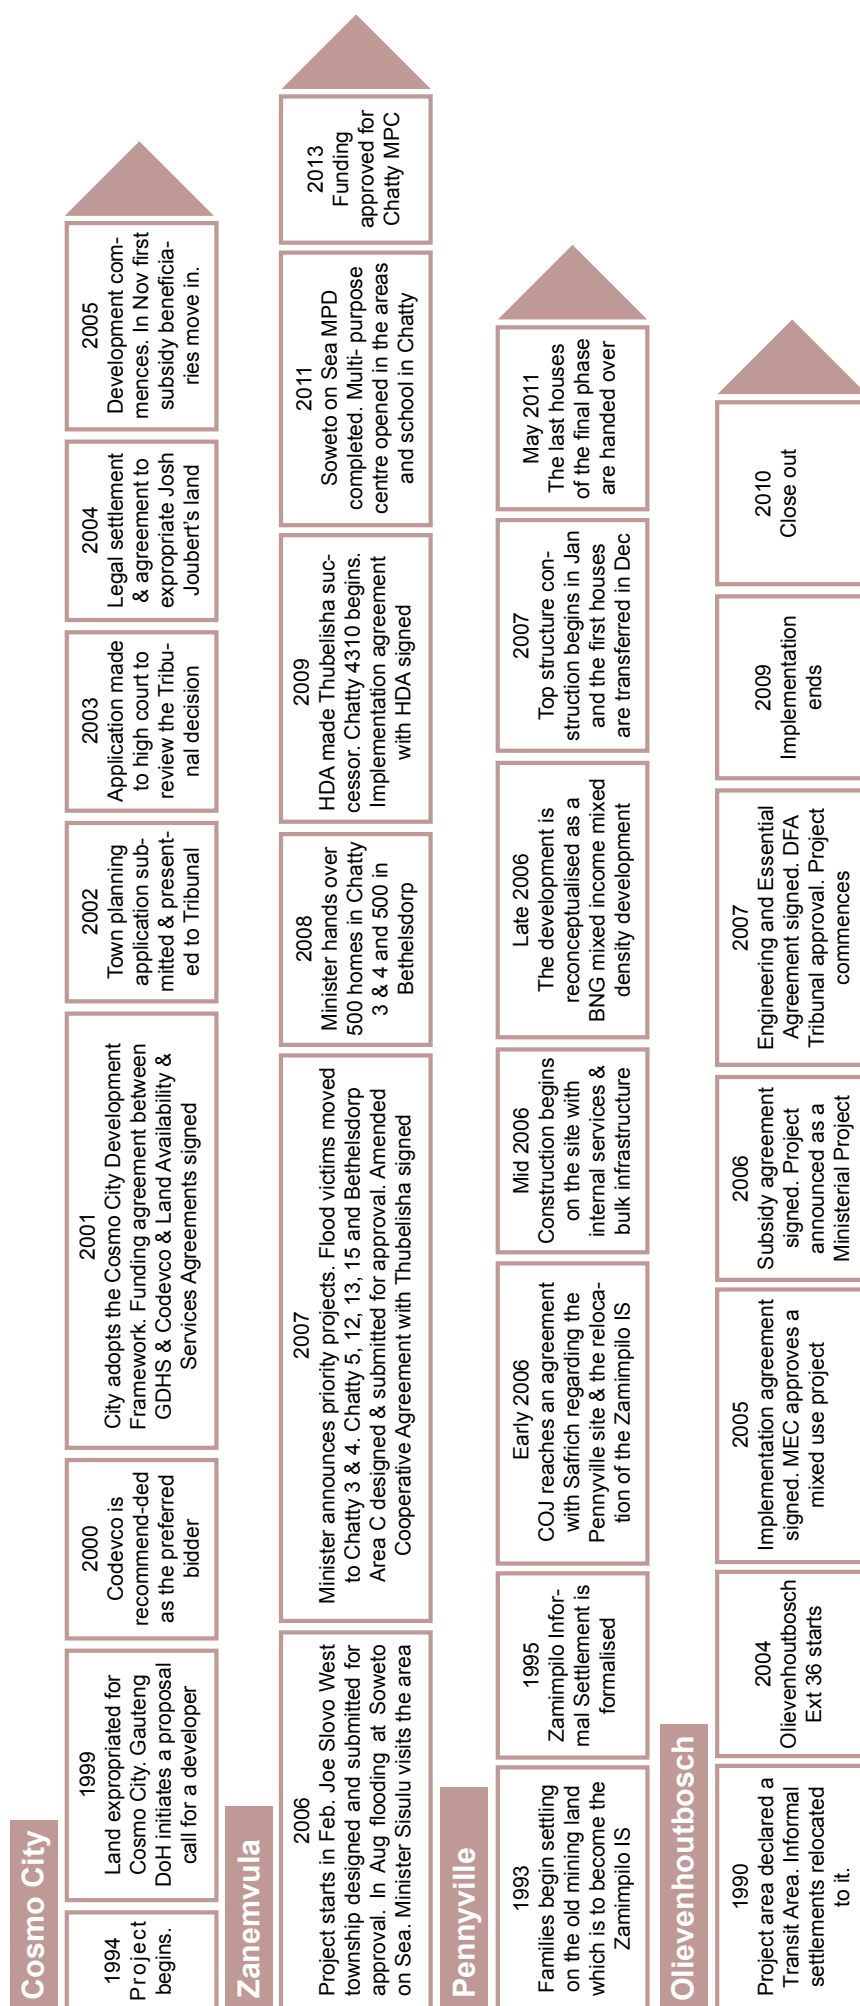 Cosmo City
1994
Project
begins.
1999
Land expropriated for
Cosmo City. Gauteng
DoH initiates a proposal
call for a developer
2000
Codevco is
recommend-ded
as the preferred
bidder
2001
City adopts the Cosmo City Development
Framework. Funding agreement between
GDHS & Codevco & Land Availability &
Services Agreements signed
2002
Town planning
application sub-
mitted & present-
ed to Tribunal
2003
Application made
to high court to
review the Tribu-
nal decision
2004
Legal settlement
& agreement to
expropriate Josh
Joubert's land
2005
Development com-
mences. In Nov first
subsidy beneficia-
ries move in.
Zanemvula
2006
Project starts in Feb. Joe Slovo West
township designed and submitted for
approval. In Aug flooding at Soweto
on Sea. Minister Sisulu visits the area
2007
Minister announces priority projects. Flood victims moved
to Chatty 3 & 4. Chatty 5, 12, 13, 15 and Bethelsdorp
Area C designed & submitted for approval. Amended
Cooperative Agreement with Thubelisha signed
2008
Minister hands over
500 homes in Chatty
3 & 4 and 500 in
Bethelsdorp
2009
HDA made Thubelisha suc-
cessor. Chatty 4310 begins.
Implementation agreement
with HDA signed
2011
Soweto on Sea MPD
completed. Multi- purpose
centre opened in the areas
and school in Chatty
2013
Funding
approved for
Chatty MPC
Pennyville
1993
Families begin settling
on the old mining land
which is to become the
Zamimpilo IS
1995
Zamimpilo Infor-
mal Settlement is
formalised
Early 2006
COJ reaches an agreement
with Safrich regarding the
Pennyville site & the reloca-
tion of the Zamimpilo IS
Mid 2006
Construction begins
on the site with
internal services &
bulk infrastructure
Late 2006
The development is
reconceptualised as a
BNG mixed income mixed
density development
2007
Top structure con-
struction begins in Jan
and the first houses
are transferred in Dec
May 2011
The last houses
of the final phase
are handed over
Olievenhoutbosch
1990
Project area declared a
Transit Area. Informal
settlements relocated
to it.
2004
Olievenhoutbosch
Ext 36 starts
2005
Implementation agreement
signed. MEC approves a
mixed use project
2006
Subsidy agreement
signed. Project
announced as a
Ministerial Project
2007
Engineering and Essential
Agreement signed. DFA
Tribunal approval. Project
commences
2009
Implementation
ends
2010
Close out